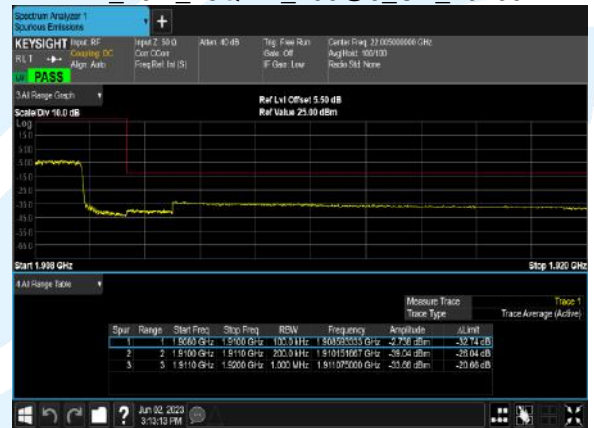 Spectrum Analyzer 1
Spurious Emissions
+
KEYSIGHT Input: RF Input Z: 50 Ω Atten: 40 dB Trig: Free Run Center Freq: 22.005000000 GHz
RLT Coupling: DC Corr CCorr Gate: Off Avg|Hold: 100/100
Align: Auto Freq Ref: Int (S) IF Gain: Low Radio Std: None
PASS
3 All Range Graph Ref Lvl Offset 5.50 dB
Scale/Div 10.0 dB Ref Value 25.00 dBm
Log
15.0
5.00
-5.00
-15.0
-25.0
-35.0
-45.0
-55.0
-65.0
Start 1.908 GHz Stop 1.920 GHz
4 All Range Table
Measure Trace Trace 1
Trace Type Trace Average (Active)
Spur Range Start Freq Stop Freq RBW Frequency Amplitude ΔLimit
1 1 1.9080 GHz 1.9100 GHz 100.0 kHz 1.908593333 GHz -2.736 dBm -32.74 dB
2 2 1.9100 GHz 1.9110 GHz 200.0 kHz 1.910151667 GHz -39.04 dBm -26.04 dB
3 3 1.9110 GHz 1.9200 GHz 1.000 MHz 1.911075000 GHz -33.66 dBm -20.66 dB
?
Jun 02, 2023
3:13:13 PM